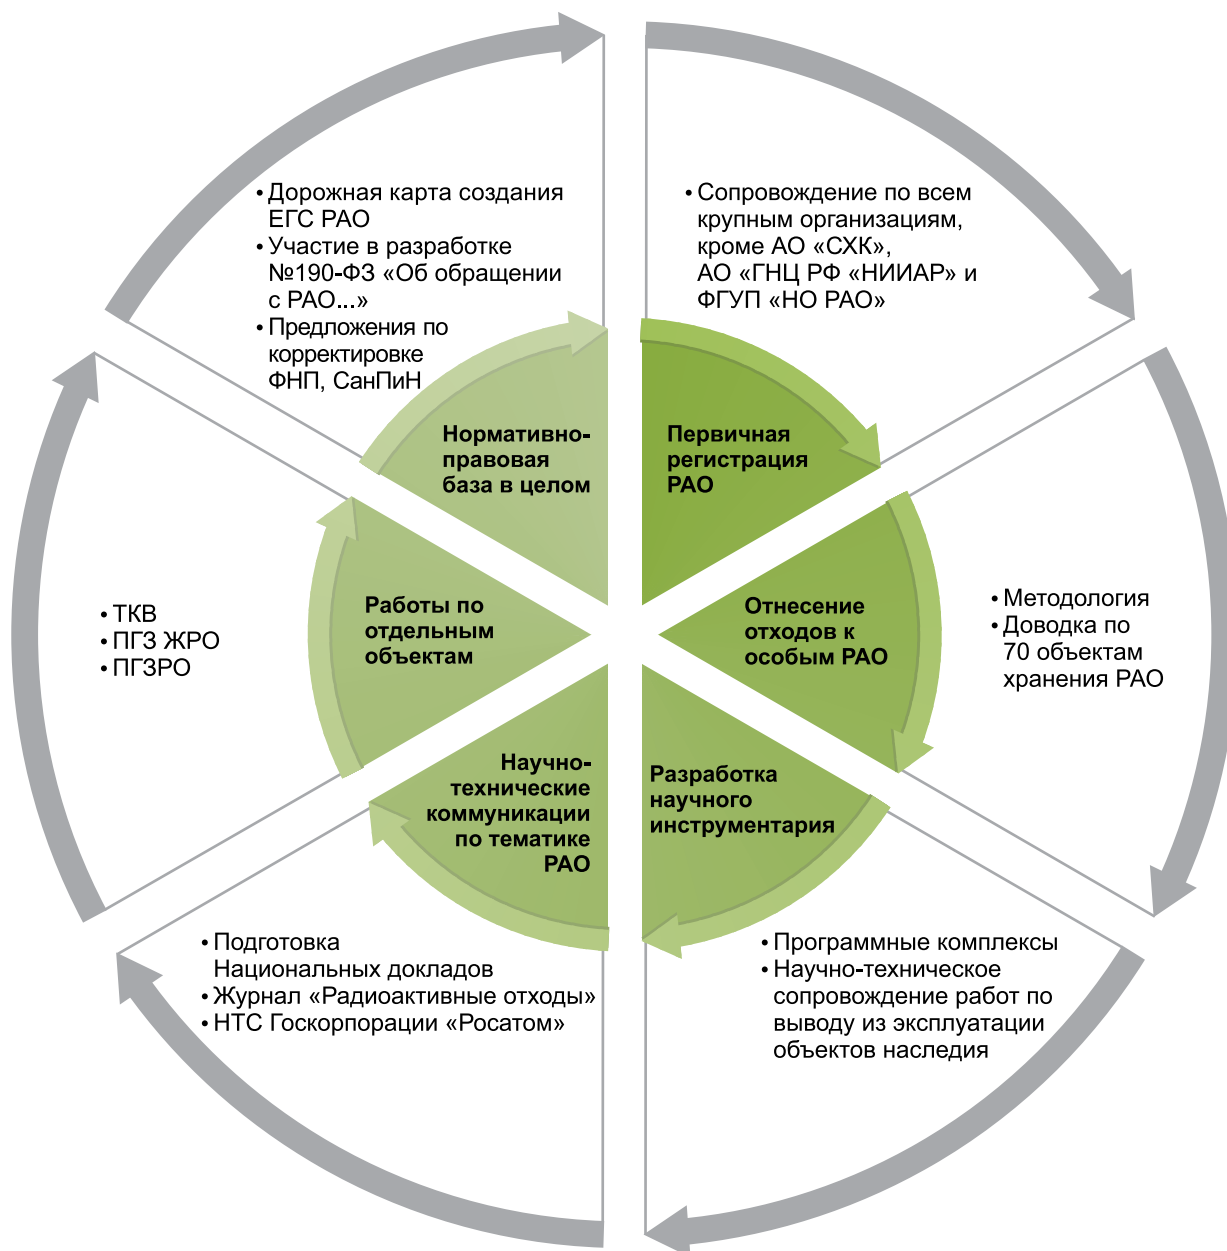 • Дорожная карта создания
ЕГС РАО
• Участие в разработке
№190-ФЗ «Об обращении
с РАО...»
• Предложения по
корректировке
ФНП, СанПиН
Нормативно-
правовая
база в целом
• Сопровождение по всем
крупным организациям,
кроме АО «СХК»,
АО «ГНЦ РФ «НИИАР» и
ФГУП «НО РАО»
Первичная
регистрация
РАО
• ТКВ
• ПГЗ ЖРО
• ПГЗРО
Работы по
отдельным
объектам
Отнесение
отходов к
особым РАО
• Методология
• Доводка по
70 объектам
хранения РАО
Научно-
технические
коммуникации
по тематике
РАО
• Подготовка
Национальных докладов
• Журнал «Радиоактивные отходы»
• НТС Госкорпорации «Росатом»
Разработка
научного
инструментария
• Программные комплексы
• Научно-техническое
сопровождение работ по
выводу из эксплуатации
объектов наследия